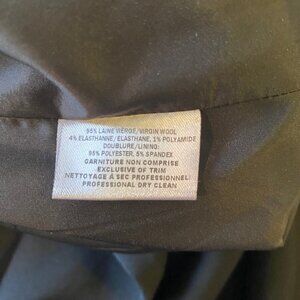 95% LAINE VIERGE/VIRGIN WOOL
4% ELASTHANNE/ELASTHANE, 1% POLYAMIDE
DOUBLURE/LINING:
95% POLYESTER, 5% SPANDEX
GARNITURE NON COMPRISE
EXCLUSIVE OF TRIM
NETTOYAGE À SEC PROFESSIONNEL
PROFESSIONAL DRY CLEAN